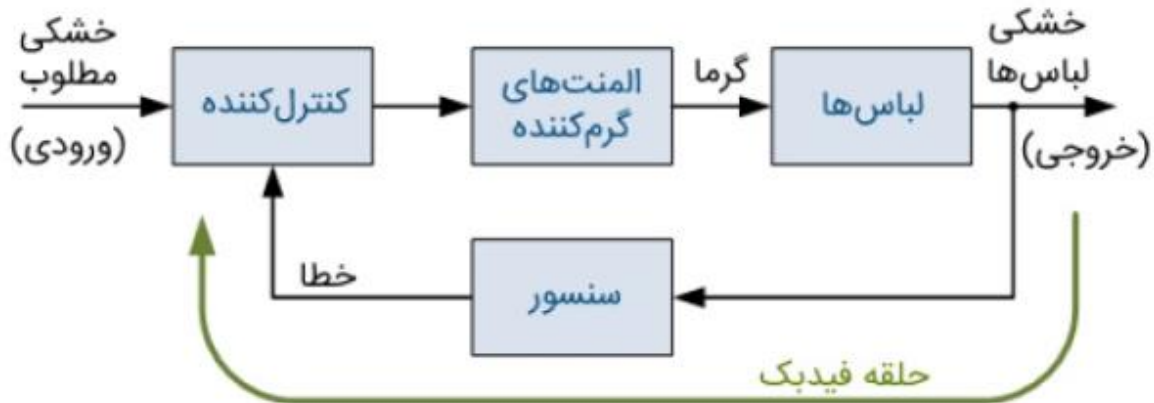 خشکی
مطلوب
(ورودی)
کنترل‌کننده
المنت‌های
گرم‌کننده
گرما
لباس‌ها
خشکی
لباس‌ها
(خروجی)
سنسور
خطا
حلقه فیدبک